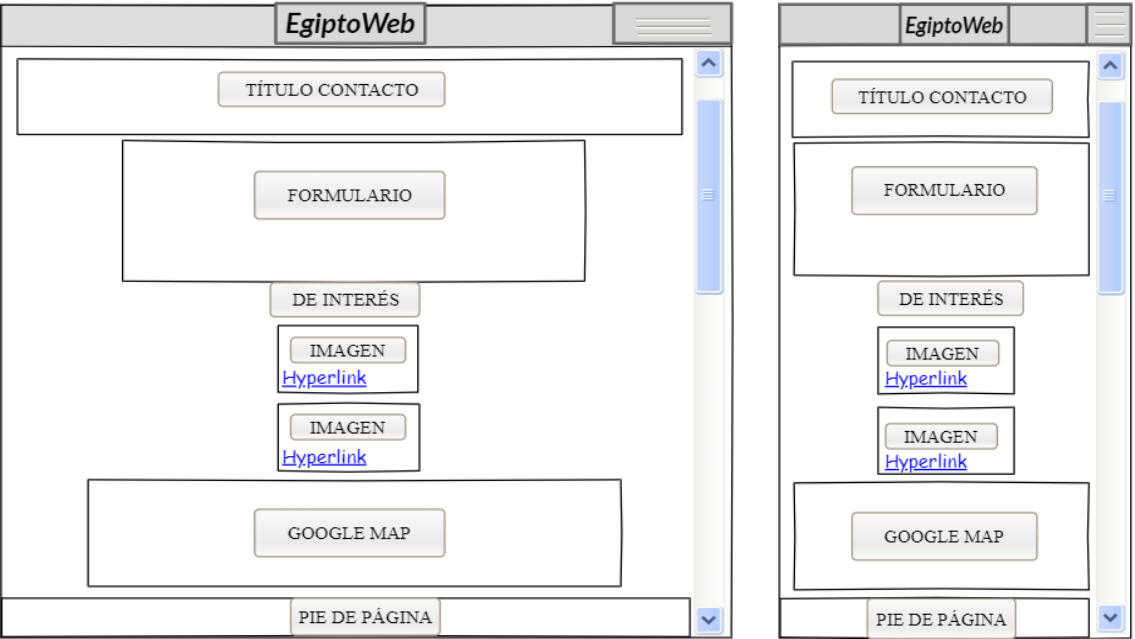 EgiptoWeb
TÍTULO CONTACTO
FORMULARIO
DE INTERÉS
IMAGEN
Hyperlink
IMAGEN
Hyperlink
GOOGLE MAP
PIE DE PÁGINA
EgiptoWeb
TÍTULO CONTACTO
FORMULARIO
DE INTERÉS
IMAGEN
Hyperlink
IMAGEN
Hyperlink
GOOGLE MAP
PIE DE PÁGINA